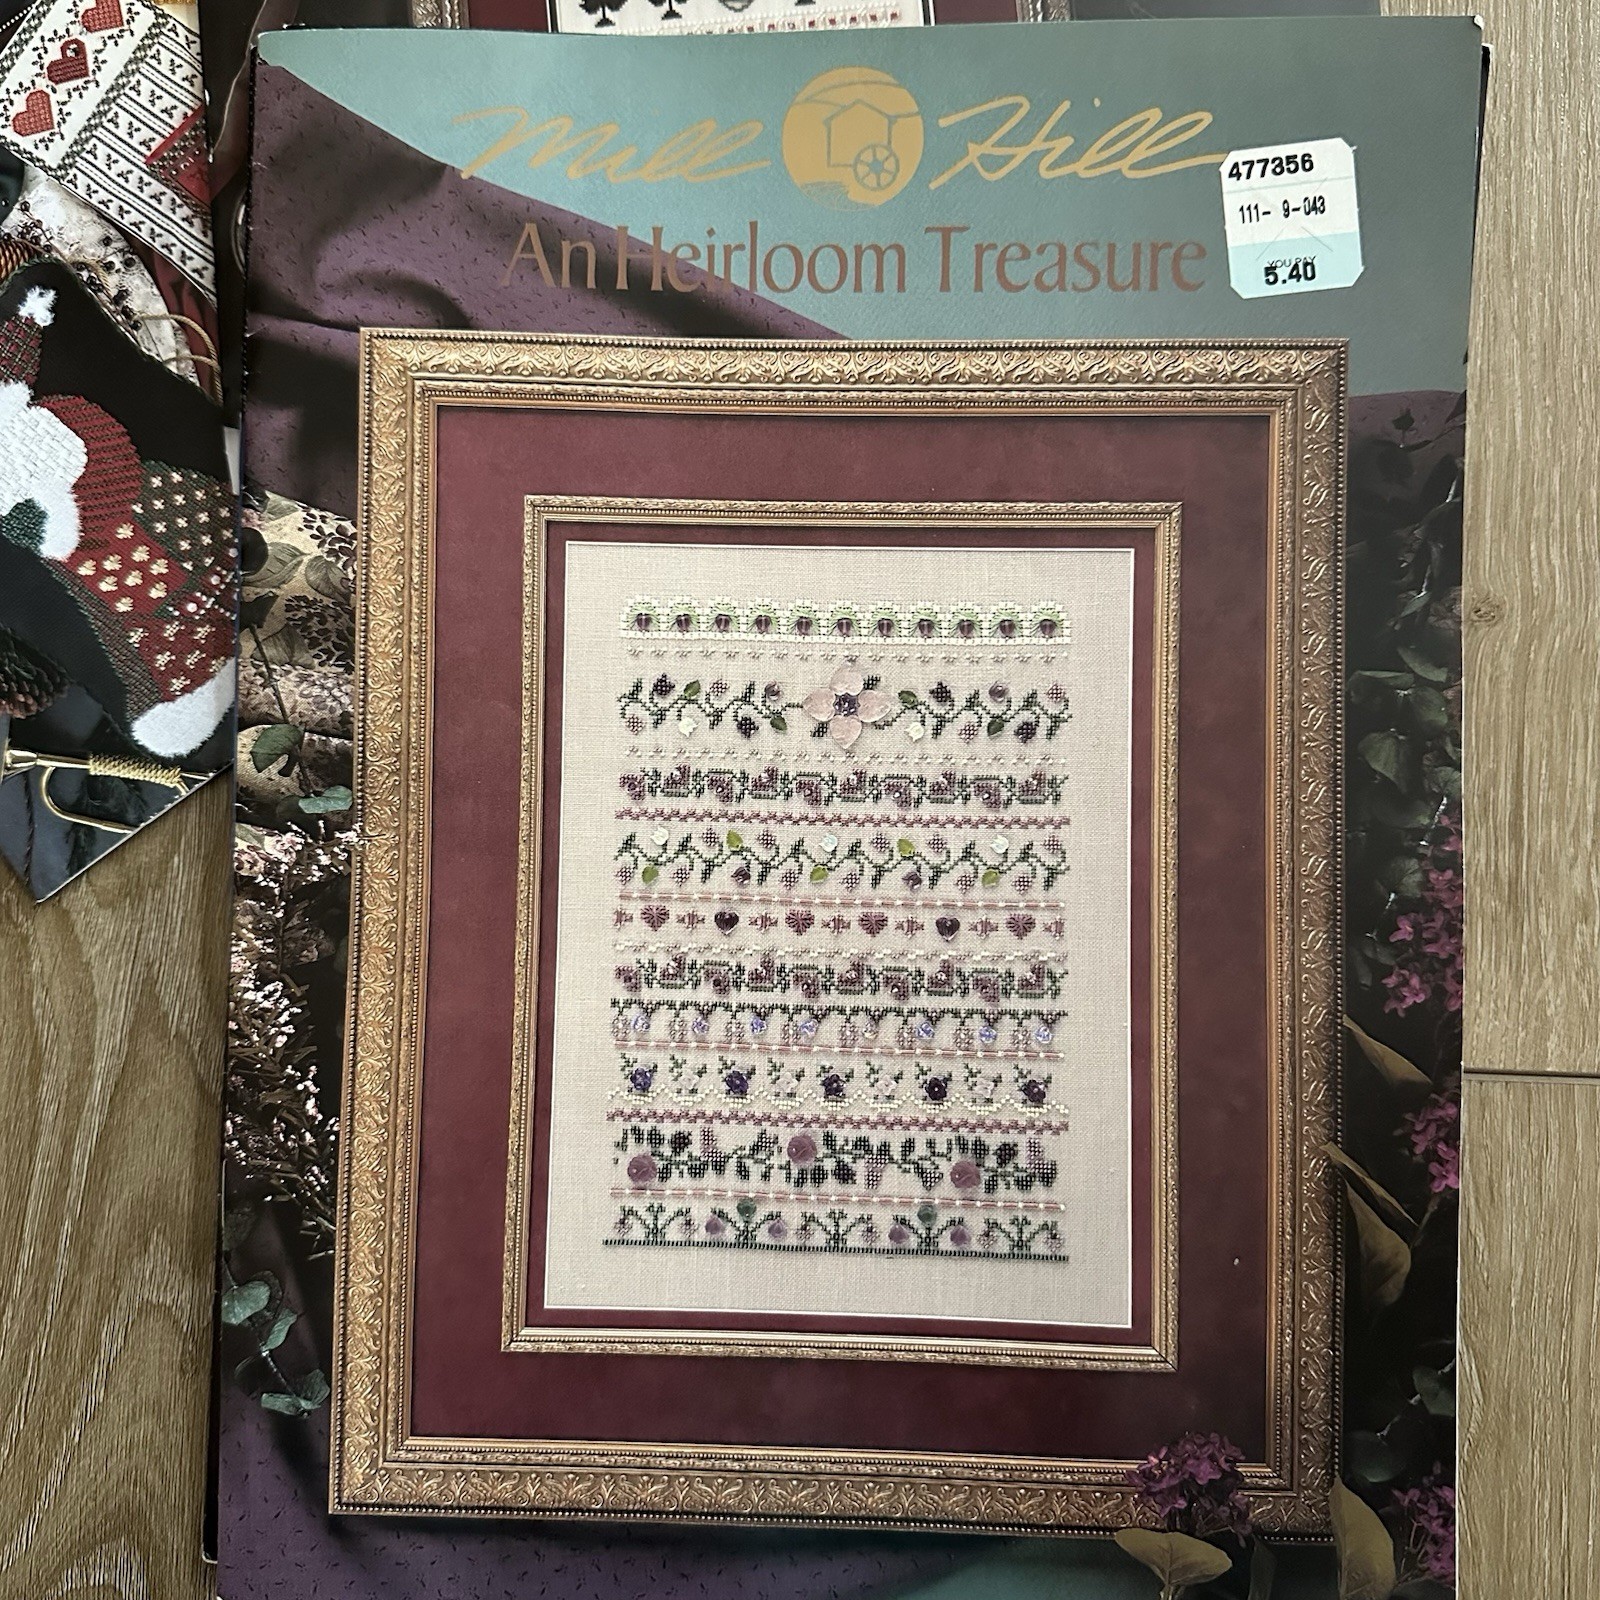 Mill Hill
An Heirloom Treasure
477356
111- 9-043
YOU PAY
5.40